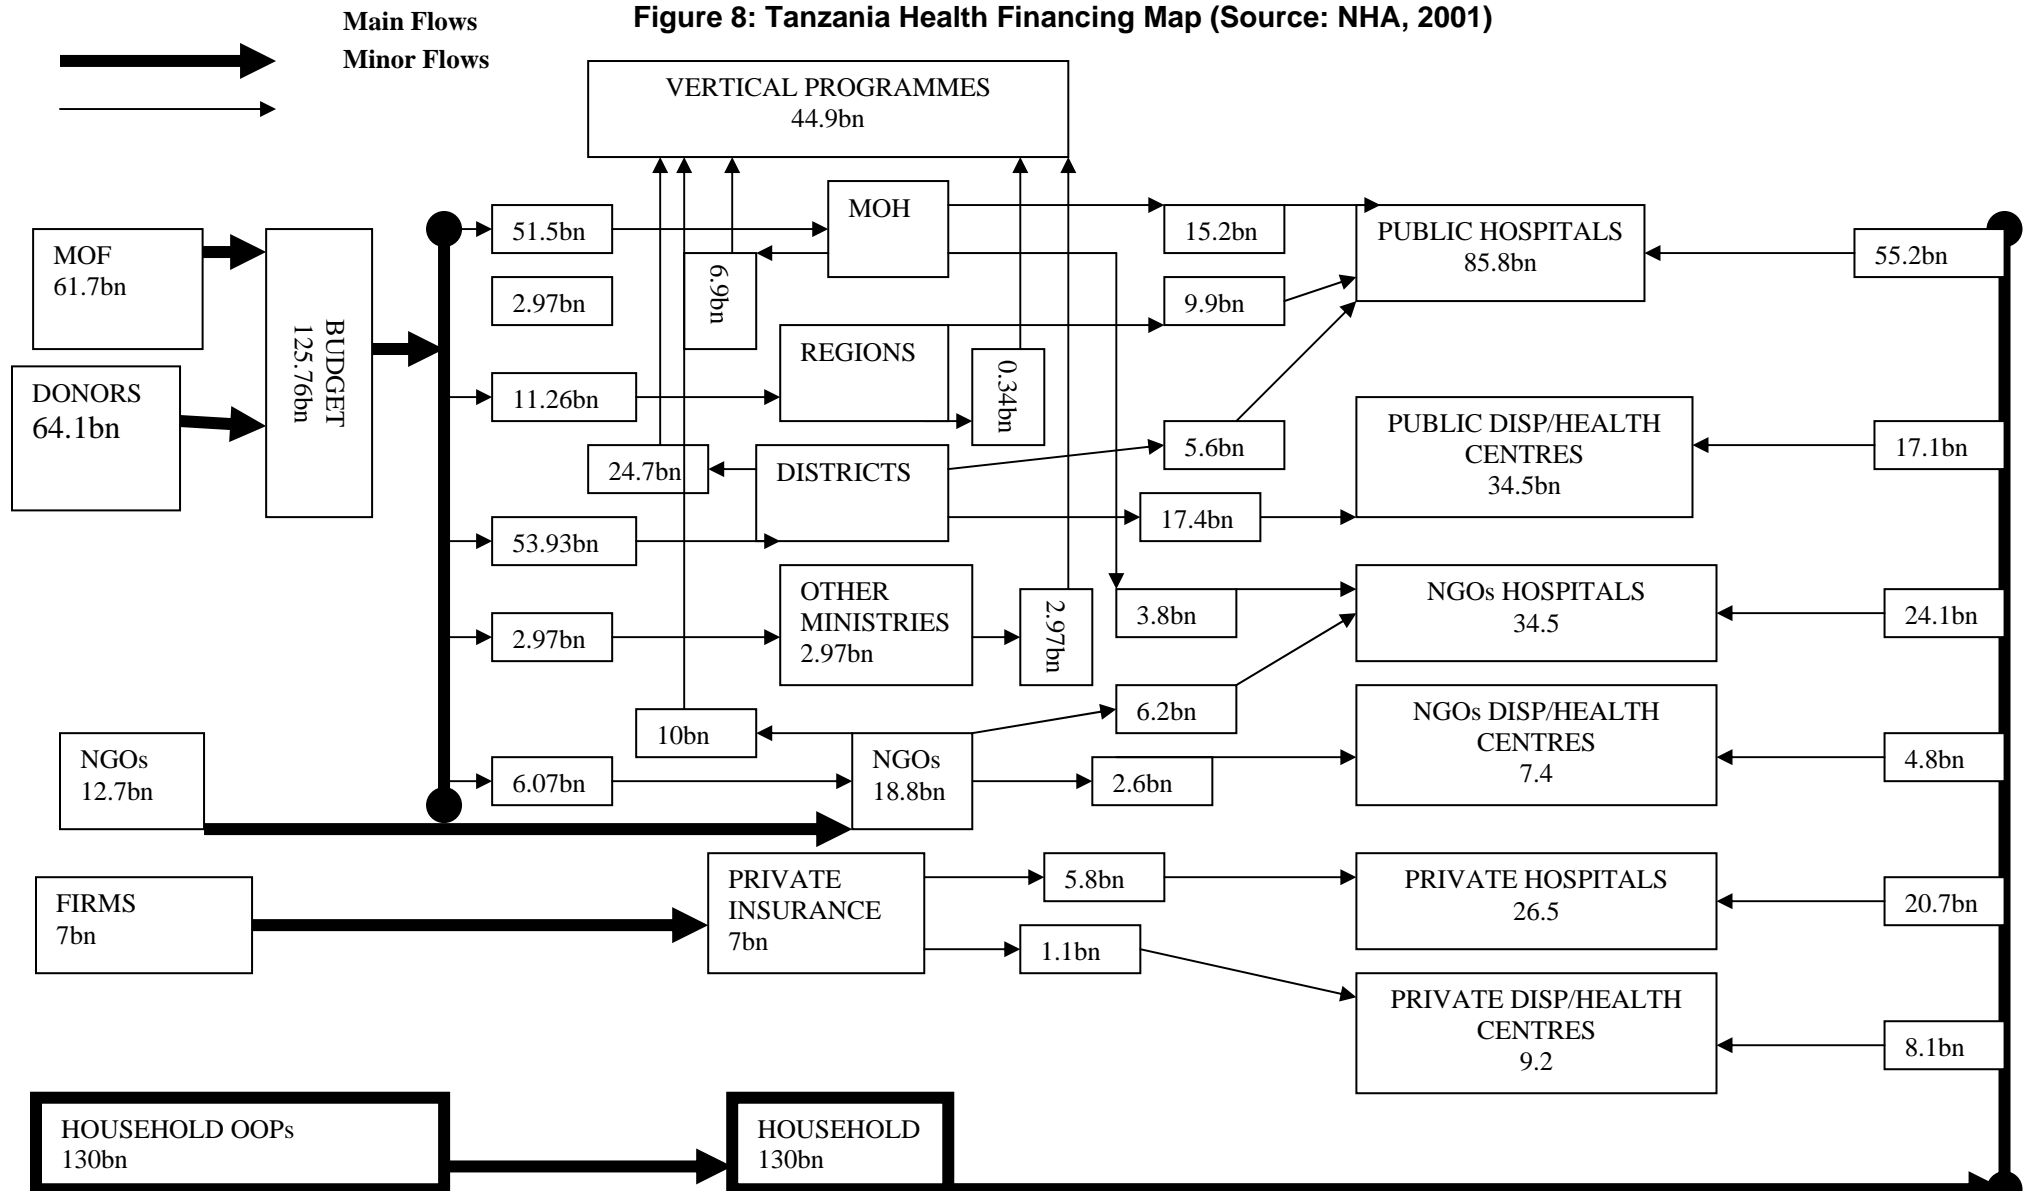 Figure 8: Tanzania Health Financing Map (Source: NHA, 2001)
Main Flows
Minor Flows
VERTICAL PROGRAMMES
44.9bn
MOF
61.7bn
DONORS
64.1bn
BUDGET
125.76bn
51.5bn
2.97bn
11.26bn
24.7bn
53.93bn
2.97bn
10bn
6.07bn
6.9bn
MOH
REGIONS
0.34bn
DISTRICTS
OTHER
MINISTRIES
2.97bn
2.97bn
NGOs
12.7bn
NGOs
18.8bn
15.2bn
9.9bn
5.6bn
17.4bn
3.8bn
6.2bn
2.6bn
PUBLIC HOSPITALS
85.8bn
55.2bn
PUBLIC DISP/HEALTH
CENTRES
34.5bn
17.1bn
NGOs HOSPITALS
34.5
24.1bn
NGOs DISP/HEALTH
CENTRES
7.4
4.8bn
FIRMS
7bn
PRIVATE
INSURANCE
7bn
5.8bn
1.1bn
PRIVATE HOSPITALS
26.5
20.7bn
PRIVATE DISP/HEALTH
CENTRES
9.2
8.1bn
HOUSEHOLD OOPs
130bn
HOUSEHOLD
130bn